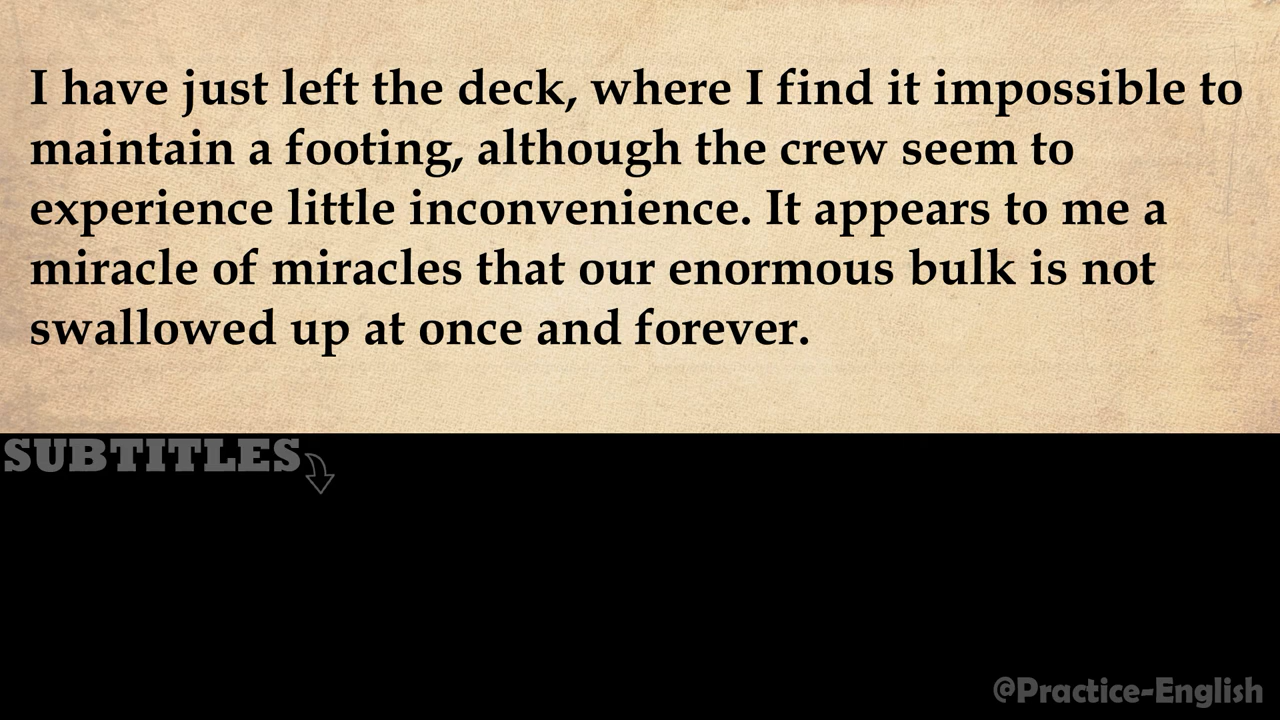 I have just left the deck, where I find it impossible to
maintain a footing, although the crew seem to
experience little inconvenience. It appears to me a
miracle of miracles that our enormous bulk is not
swallowed up at once and forever.
SUBTITLES
@Practice-English